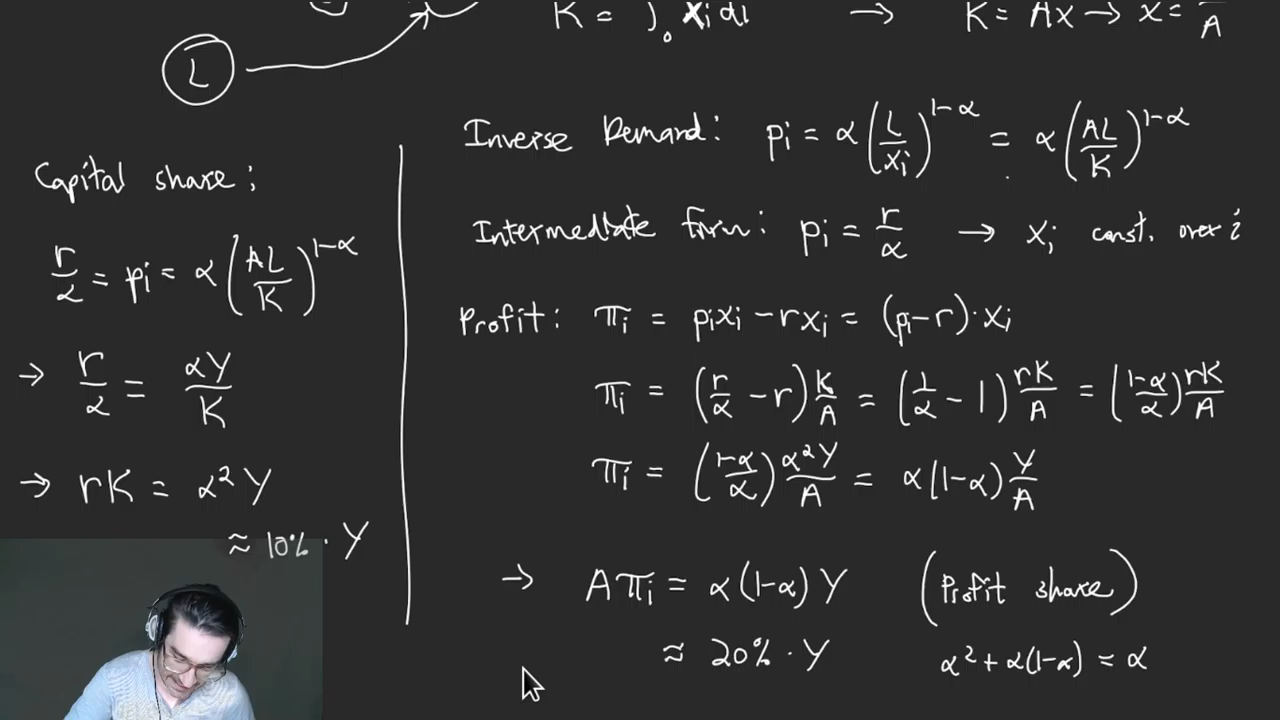 K = ∫₀ xᵢ di → K = Ax → x = —/A
L
Inverse Demand: pᵢ = α(L/xᵢ)^(1-α) = α(AL/K)^(1-α)
Intermediate firm: pᵢ = r/α → xᵢ const. over i
Profit: πᵢ = pᵢxᵢ - rxᵢ = (pᵢ-r)·xᵢ
πᵢ = (r/α - r)K/A = (1/α - 1)rK/A = ((1-α)/α)rK/A
πᵢ = ((1-α)/α)α²Y/A = α(1-α)Y/A
→ Aπᵢ = α(1-α)Y (Profit share)
≈ 20% · Y α² + α(1-α) = α
Capital share:
r/α = pᵢ = α(AL/K)^(1-α)
→ r/α = αY/K
→ rK = α²Y
≈ 10% · Y